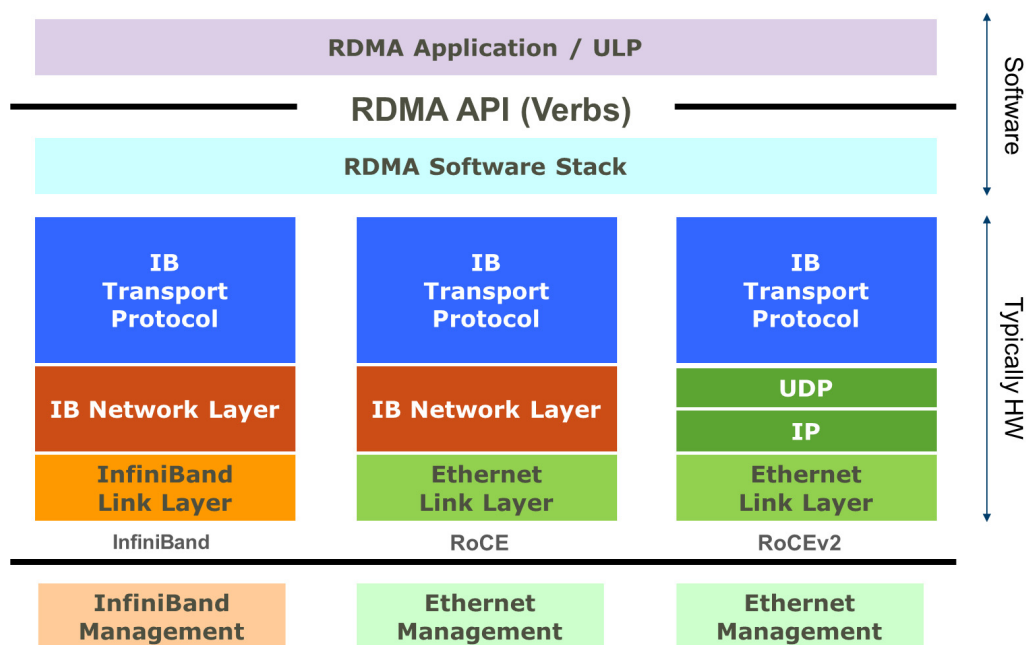 RDMA Application / ULP
RDMA API (Verbs)
RDMA Software Stack
Software
IB
Transport
Protocol
IB
Transport
Protocol
IB
Transport
Protocol
IB Network Layer
IB Network Layer
UDP
IP
InfiniBand
Link Layer
Ethernet
Link Layer
Ethernet
Link Layer
Typically HW
InfiniBand
RoCE
RoCEv2
InfiniBand
Management
Ethernet
Management
Ethernet
Management